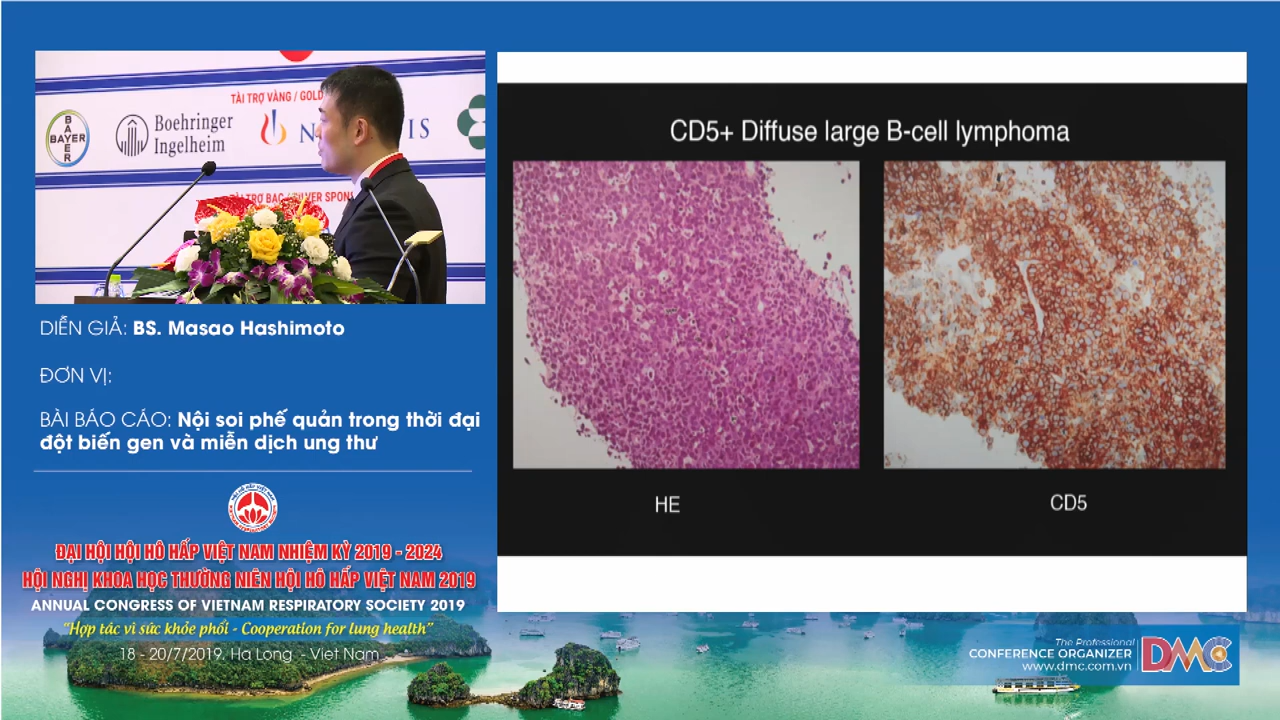 TÀI TRỢ VÀNG / GOLD
BAYER
BAYER
Boehringer
Ingelheim
TÀI TRỢ BẠC
DIỄN GIẢ: BS. Masao Hashimoto
ĐƠN VỊ:
BÀI BÁO CÁO: Nội soi phế quản trong thời đại
đột biến gen và miễn dịch ung thư
ĐẠI HỘI HỘI HÔ HẤP VIỆT NAM NHIỆM KỲ 2019 - 2024
HỘI NGHỊ KHOA HỌC THƯỜNG NIÊN HỘI HÔ HẤP VIỆT NAM 2019
ANNUAL CONGRESS OF VIETNAM RESPIRATORY SOCIETY 2019
"Hợp tác vì sức khỏe phổi - Cooperation for lung health"
18 - 20/7/2019. Ha Long - Viet Nam
CD5+ Diffuse large B-cell lymphoma
HE
CD5
The Professional
CONFERENCE ORGANIZER
www.dmc.com.vn
DMC